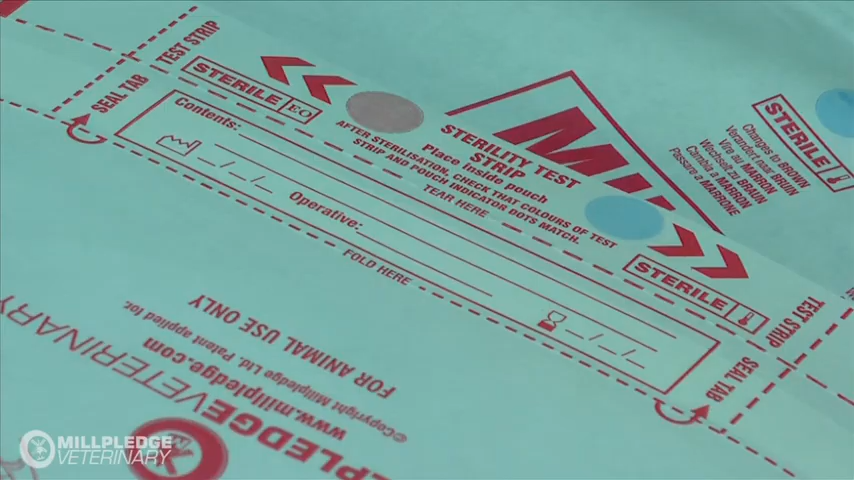 TEST STRIP
SEAL TAB
STERILE EO
Contents:
STERILITY TEST
STRIP
Place inside pouch
AFTER STERILISATION, CHECK THAT COLOURS OF TEST
STRIP AND POUCH INDICATOR DOTS MATCH.
TEAR HERE
Operative:
FOLD HERE
STERILE
Changes to BROWN
Verandert naar BRUIN
Vire au MARRON
Wechselt zu BRAUN
Cambia a MARRON
Passare a MARRONE
STERILE
TEST STRIP
SEAL TAB
FOR ANIMAL USE ONLY
©Copyright Millpledge Ltd. Patent applied for.
www.millpledge.com
EPLEDGE VETERINARY
MILLPLEDGE
VETERINARY